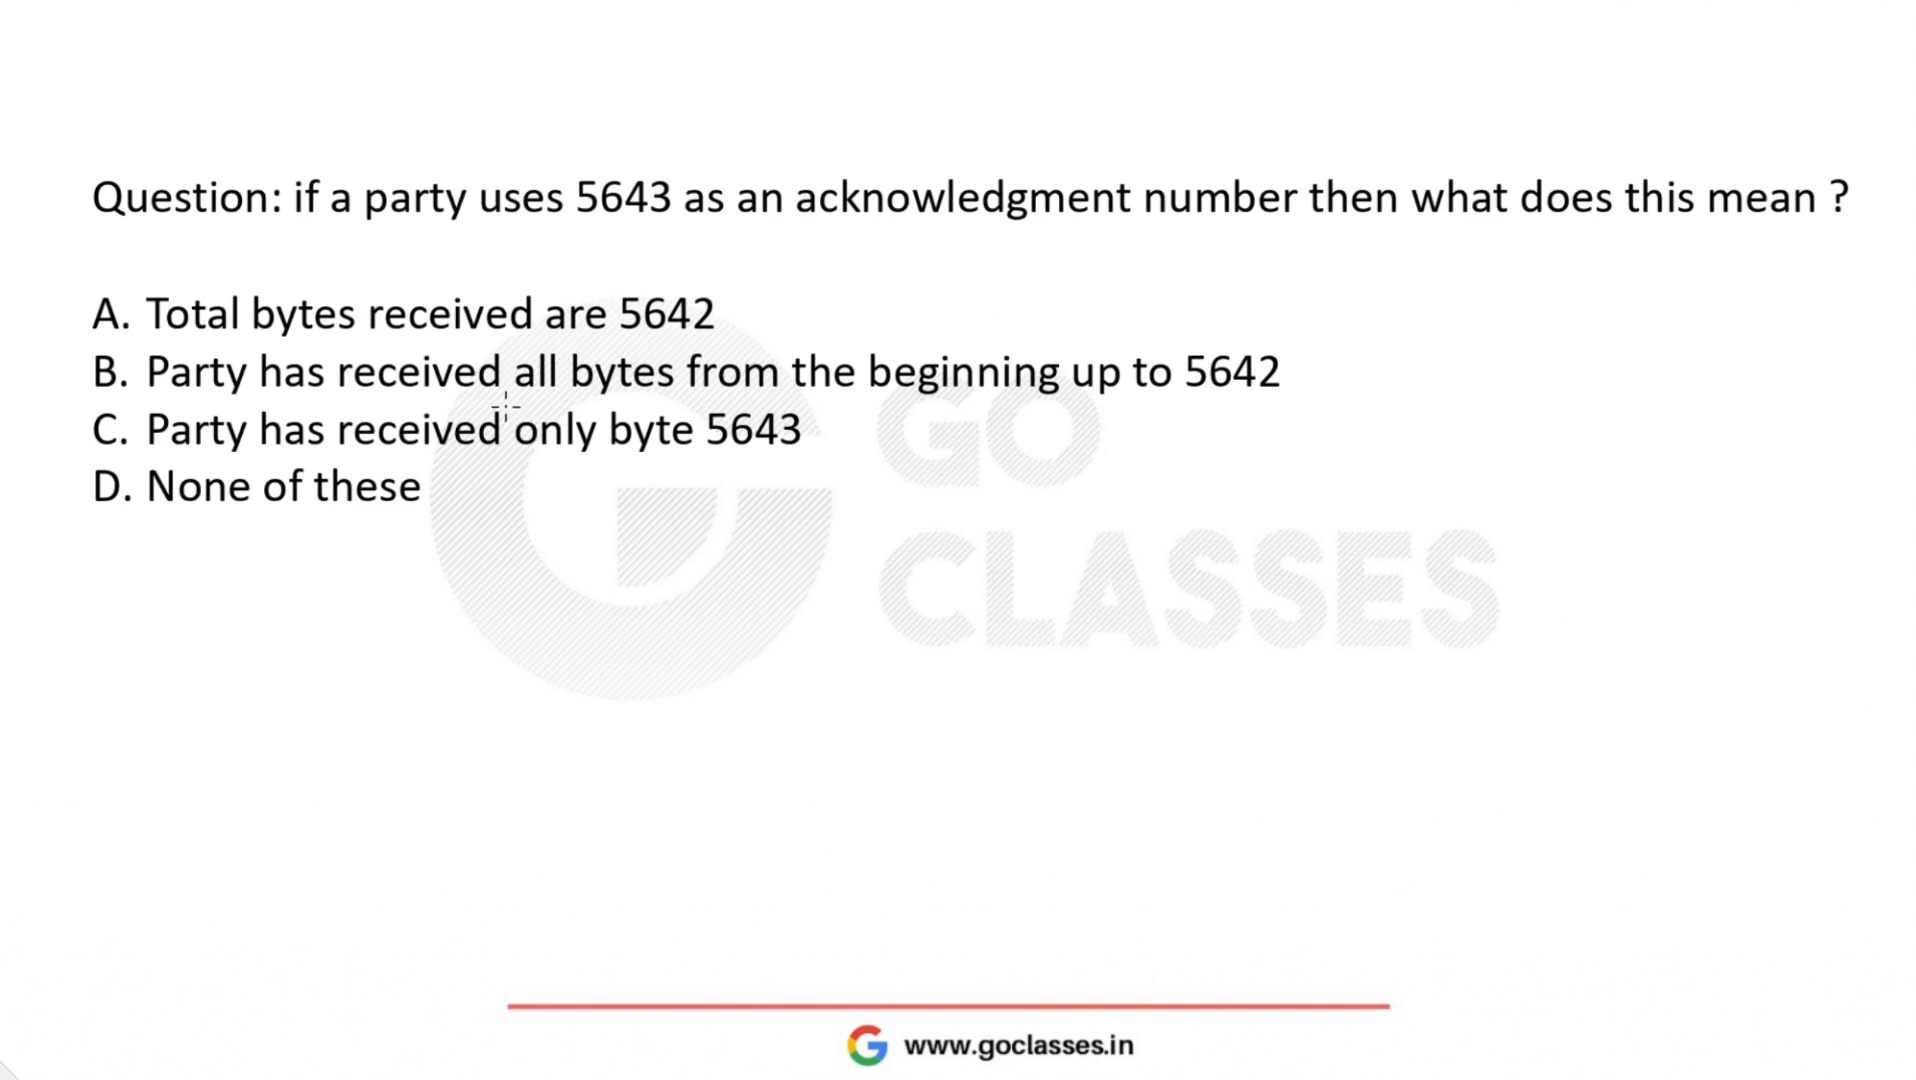 Question: if a party uses 5643 as an acknowledgment number then what does this mean ?
A. Total bytes received are 5642
B. Party has received all bytes from the beginning up to 5642
C. Party has received only byte 5643
D. None of these
GO
CLASSES
www.goclasses.in